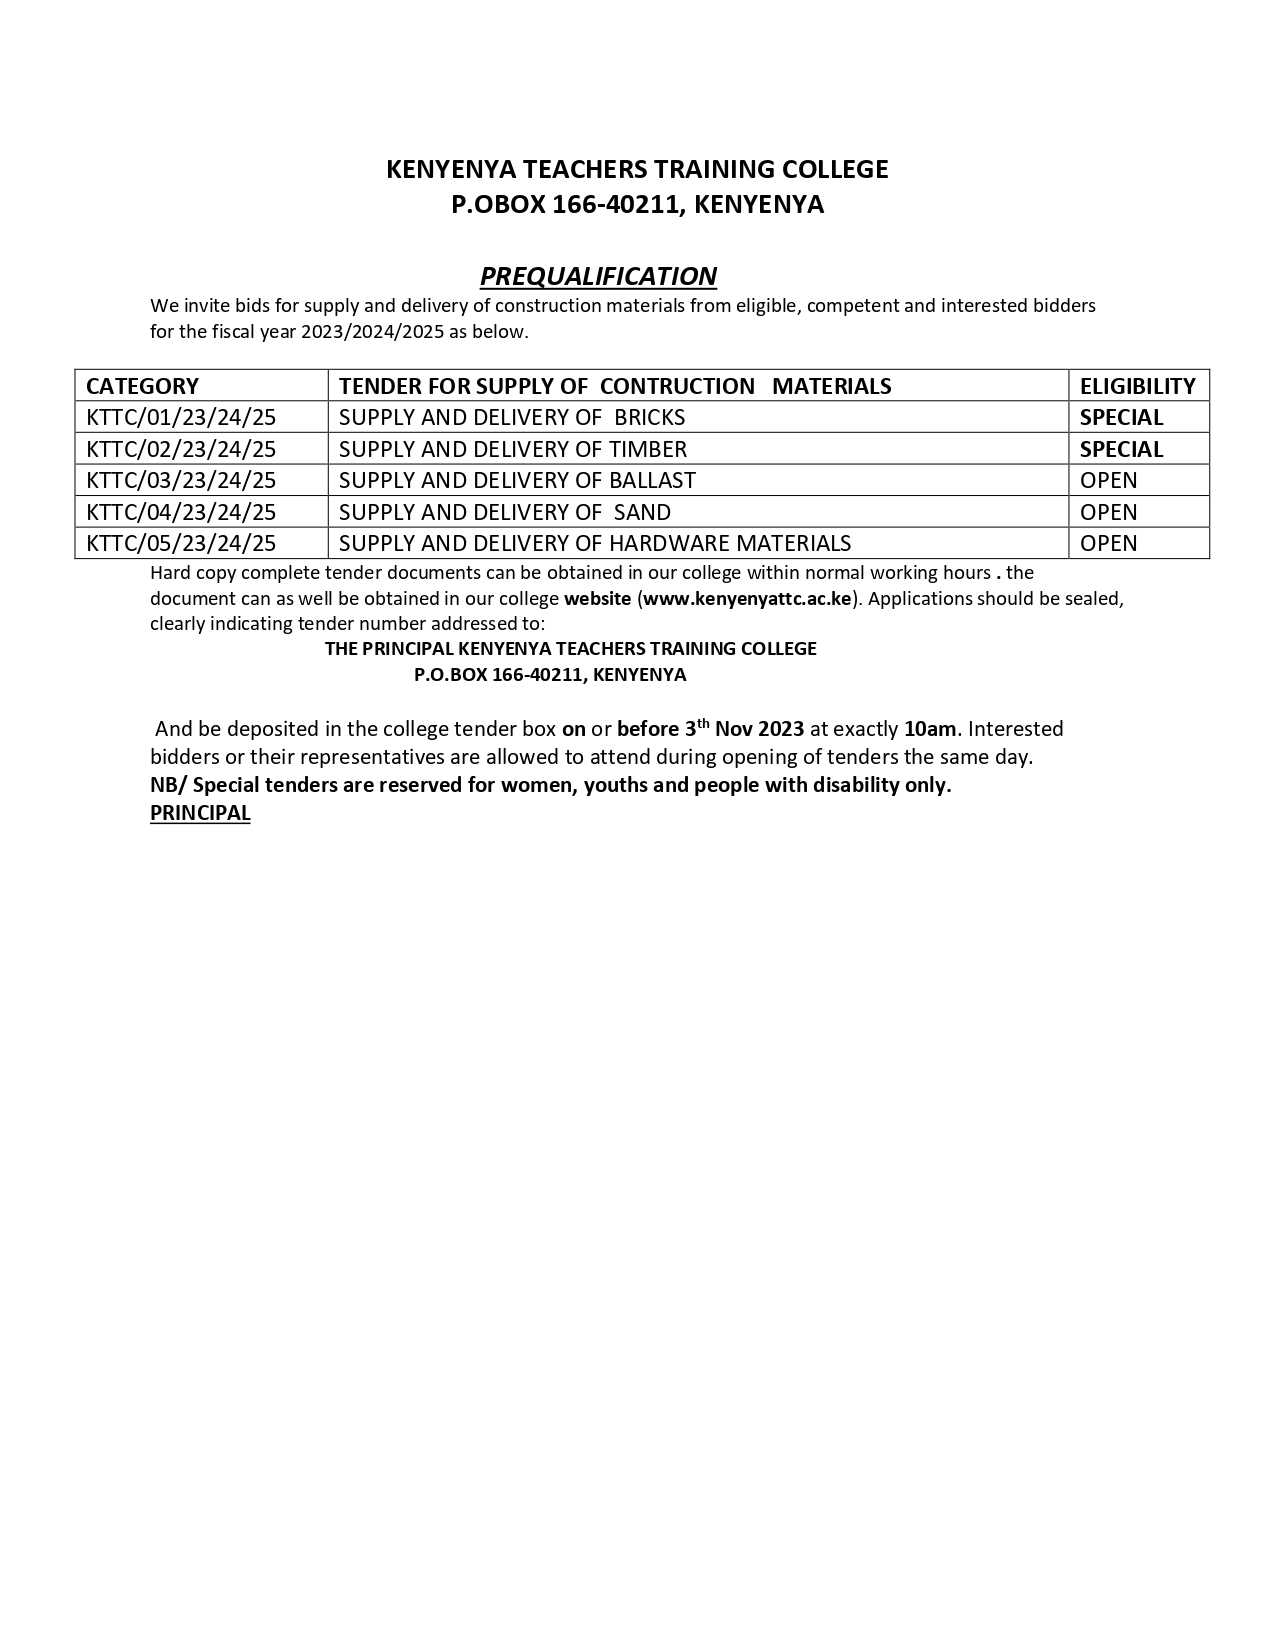 KENYENYA TEACHERS TRAINING COLLEGE
P.OBOX 166-40211, KENYENYA
PREQUALIFICATION
We invite bids for supply and delivery of construction materials from eligible, competent and interested bidders
for the fiscal year 2023/2024/2025 as below.
CATEGORY TENDER FOR SUPPLY OF CONTRUCTION MATERIALS ELIGIBILITY
KTTC/01/23/24/25 SUPPLY AND DELIVERY OF BRICKS SPECIAL
KTTC/02/23/24/25 SUPPLY AND DELIVERY OF TIMBER SPECIAL
KTTC/03/23/24/25 SUPPLY AND DELIVERY OF BALLAST OPEN
KTTC/04/23/24/25 SUPPLY AND DELIVERY OF SAND OPEN
KTTC/05/23/24/25 SUPPLY AND DELIVERY OF HARDWARE MATERIALS OPEN
Hard copy complete tender documents can be obtained in our college within normal working hours . the
document can as well be obtained in our college website (www.kenyenyattc.ac.ke). Applications should be sealed,
clearly indicating tender number addressed to:
THE PRINCIPAL KENYENYA TEACHERS TRAINING COLLEGE
P.O.BOX 166-40211, KENYENYA
And be deposited in the college tender box on or before 3th Nov 2023 at exactly 10am. Interested
bidders or their representatives are allowed to attend during opening of tenders the same day.
NB/ Special tenders are reserved for women, youths and people with disability only.
PRINCIPAL